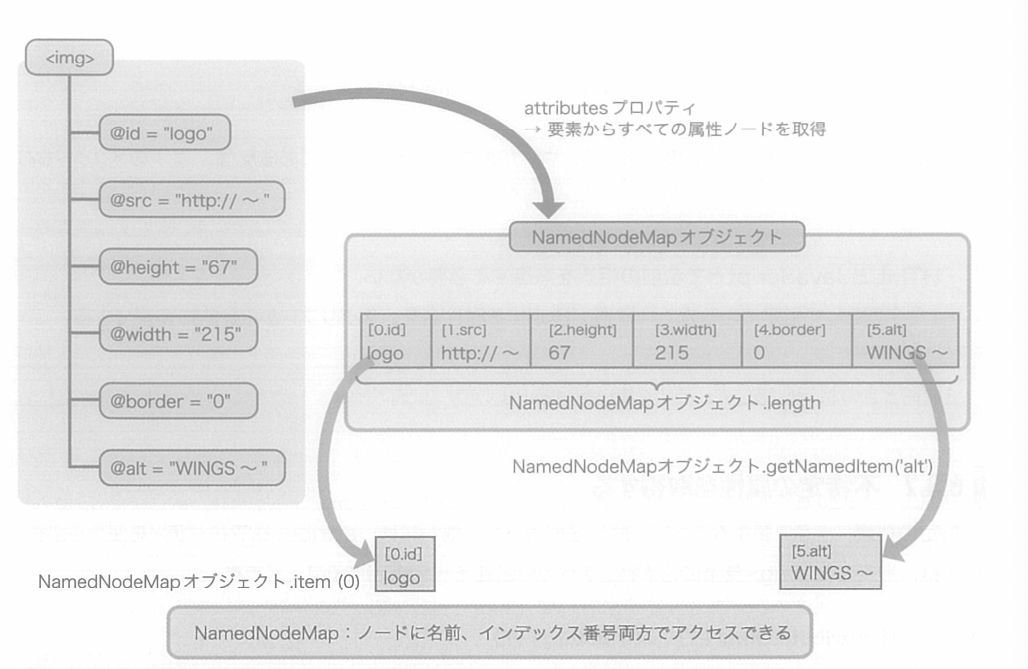 <img>
@id = "logo"
@src = "http:// ～ "
@height = "67"
@width = "215"
@border = "0"
@alt = "WINGS ～ "
attributesプロパティ
→ 要素からすべての属性ノードを取得
NamedNodeMapオブジェクト
[0.id] [1.src] [2.height] [3.width] [4.border] [5.alt]
logo http:// ～ 67 215 0 WINGS ～
NamedNodeMapオブジェクト.length
NamedNodeMapオブジェクト.getNamedItem('alt')
[0.id]
logo
NamedNodeMapオブジェクト.item (0)
[5.alt]
WINGS ～
NamedNodeMap：ノードに名前、インデックス番号両方でアクセスできる